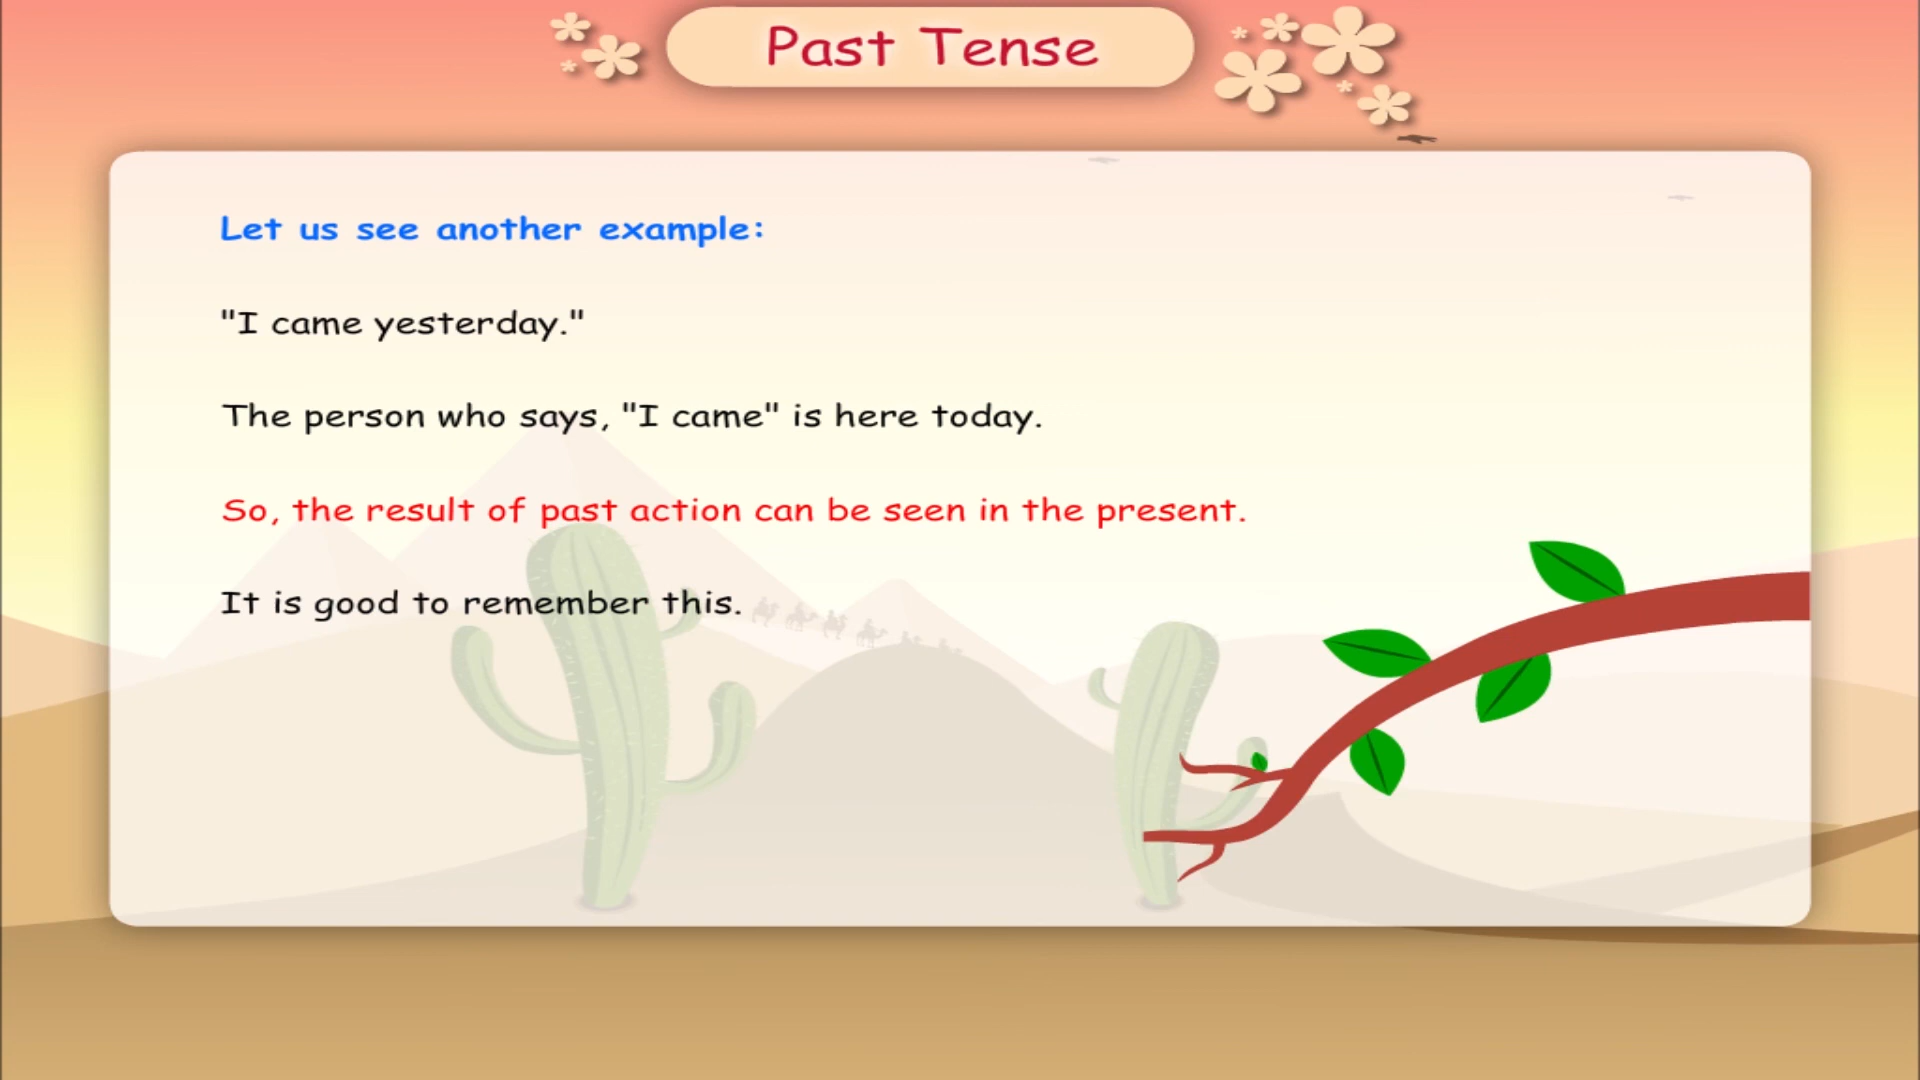 Past Tense
Let us see another example:
"I came yesterday."
The person who says, "I came" is here today.
So, the result of past action can be seen in the present.
It is good to remember this.